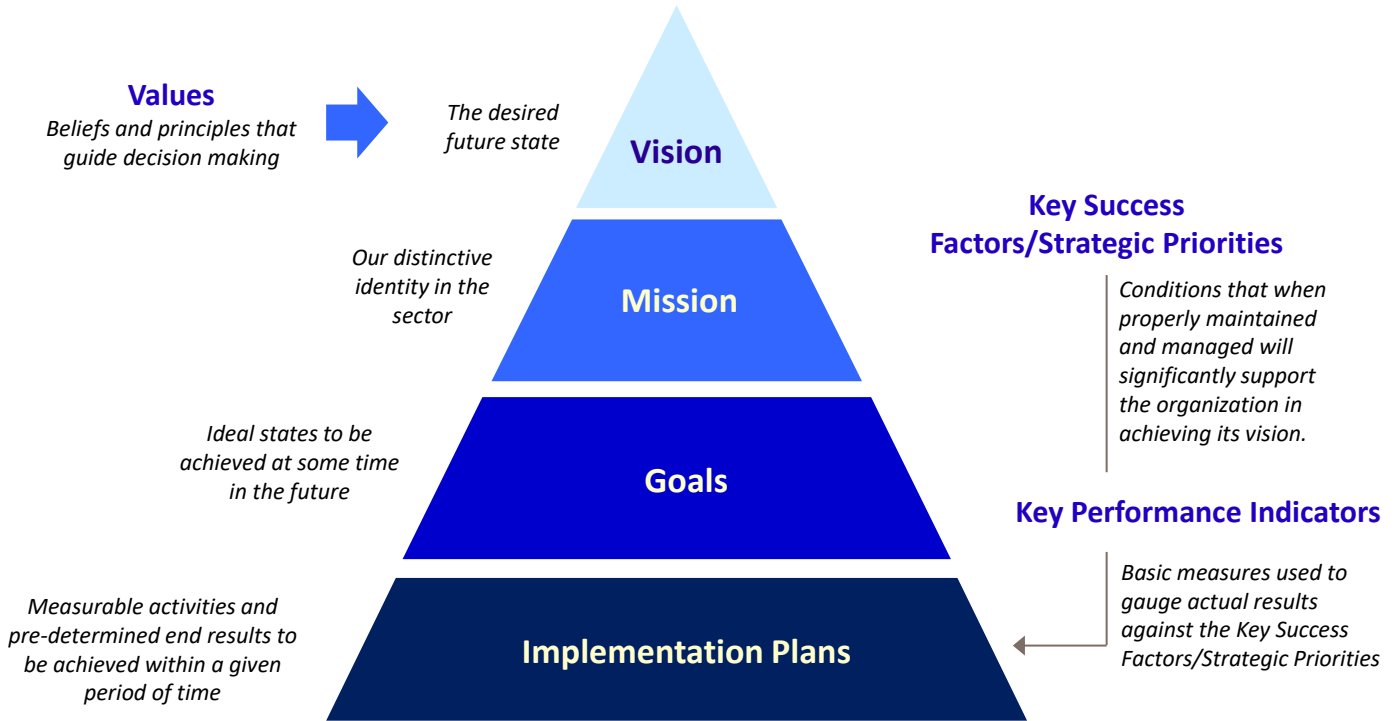 Values
Beliefs and principles that
guide decision making
The desired
future state
Vision
Our distinctive
identity in the
sector
Mission
Key Success
Factors/Strategic Priorities
Conditions that when
properly maintained
and managed will
significantly support
the organization in
achieving its vision.
Ideal states to be
achieved at some time
in the future
Goals
Key Performance Indicators
Basic measures used to
gauge actual results
against the Key Success
Factors/Strategic Priorities
Measurable activities and
pre-determined end results to
be achieved within a given
period of time
Implementation Plans